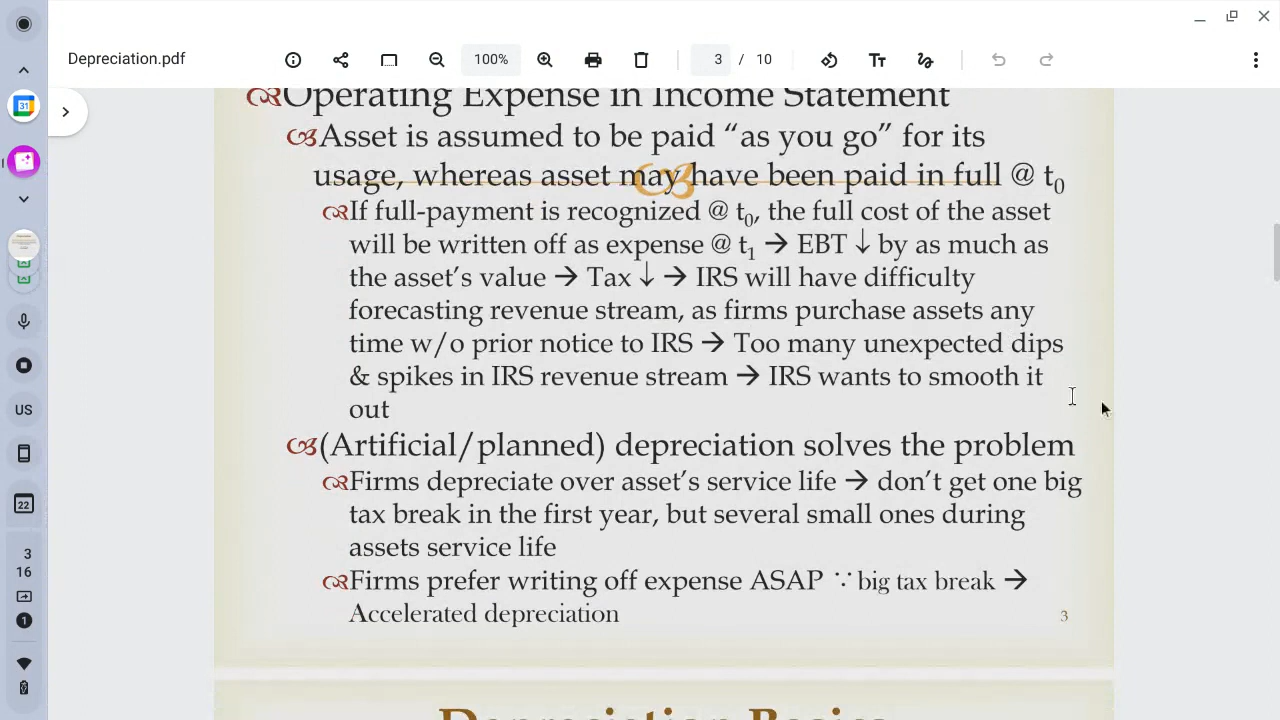 Depreciation.pdf
100%
3 / 10
Operating Expense in Income Statement
Asset is assumed to be paid “as you go” for its
usage, whereas asset may have been paid in full @ t0
If full-payment is recognized @ t0, the full cost of the asset
will be written off as expense @ t1 → EBT ↓ by as much as
the asset’s value → Tax ↓ → IRS will have difficulty
forecasting revenue stream, as firms purchase assets any
time w/o prior notice to IRS → Too many unexpected dips
& spikes in IRS revenue stream → IRS wants to smooth it
out
(Artificial/planned) depreciation solves the problem
Firms depreciate over asset’s service life → don’t get one big
tax break in the first year, but several small ones during
assets service life
Firms prefer writing off expense ASAP ∵ big tax break →
Accelerated depreciation
3
Depreciation Basics
31
US
22
3
16
1